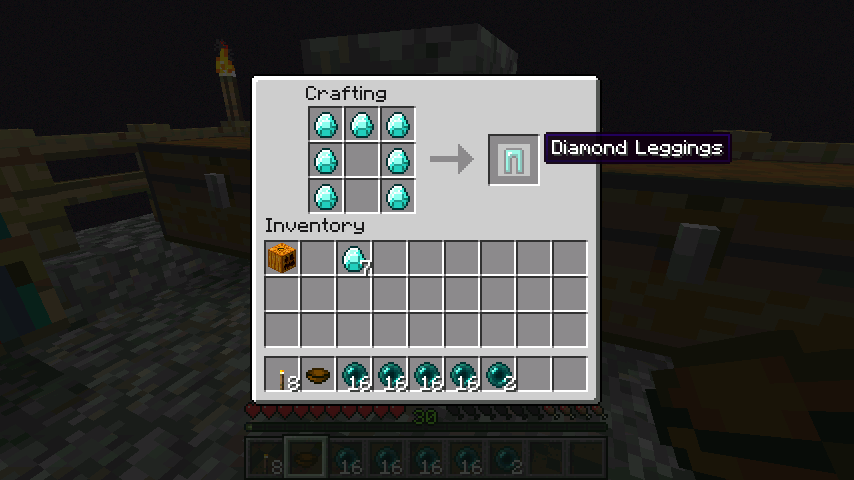 Crafting
Diamond Leggings
Inventory
7
8 16 16 16 16 2
80
8 16 16 16 16 2